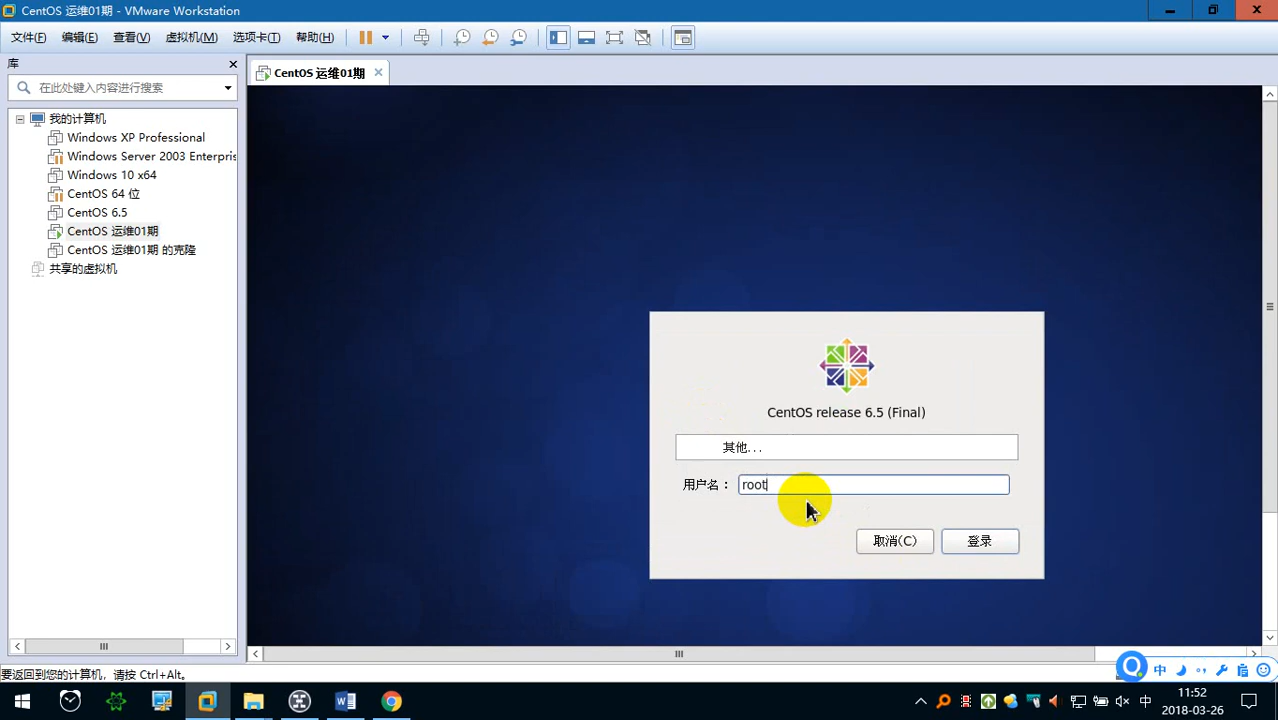 CentOS 运维01期 - VMware Workstation
文件(F) 编辑(E) 查看(V) 虚拟机(M) 选项卡(T) 帮助(H)
库
CentOS 运维01期
在此处键入内容进行搜索
我的计算机
Windows XP Professional
Windows Server 2003 Enterpris
Windows 10 x64
CentOS 64 位
CentOS 6.5
CentOS 运维01期
CentOS 运维01期 的克隆
共享的虚拟机
CentOS release 6.5 (Final)
其他...
用户名： root
取消(C) 登录
要返回到您的计算机，请按 Ctrl+Alt。
中
中
11:52
2018-03-26